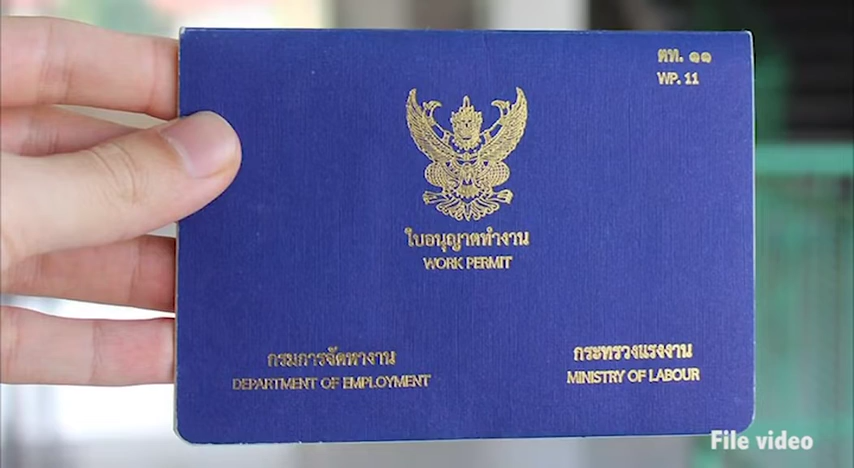 ตท. ๑๑
WP. 11
ใบอนุญาตทำงาน
WORK PERMIT
กรมการจัดหางาน
DEPARTMENT OF EMPLOYMENT
กระทรวงแรงงาน
MINISTRY OF LABOUR
File video